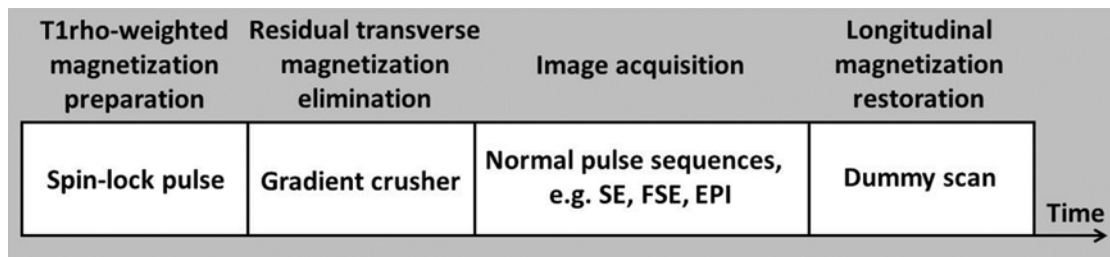 T1rho-weighted
magnetization
preparation
Residual transverse
magnetization
elimination
Image acquisition
Longitudinal
magnetization
restoration
Spin-lock pulse
Gradient crusher
Normal pulse sequences,
e.g. SE, FSE, EPI
Dummy scan
Time